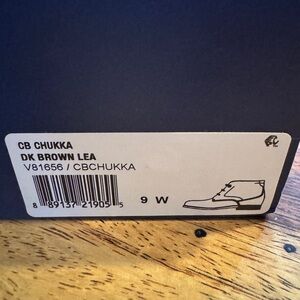 CB CHUKKA
DK BROWN LEA
V81656 / CBCHUKKA
8 89137 21905 5
9 W